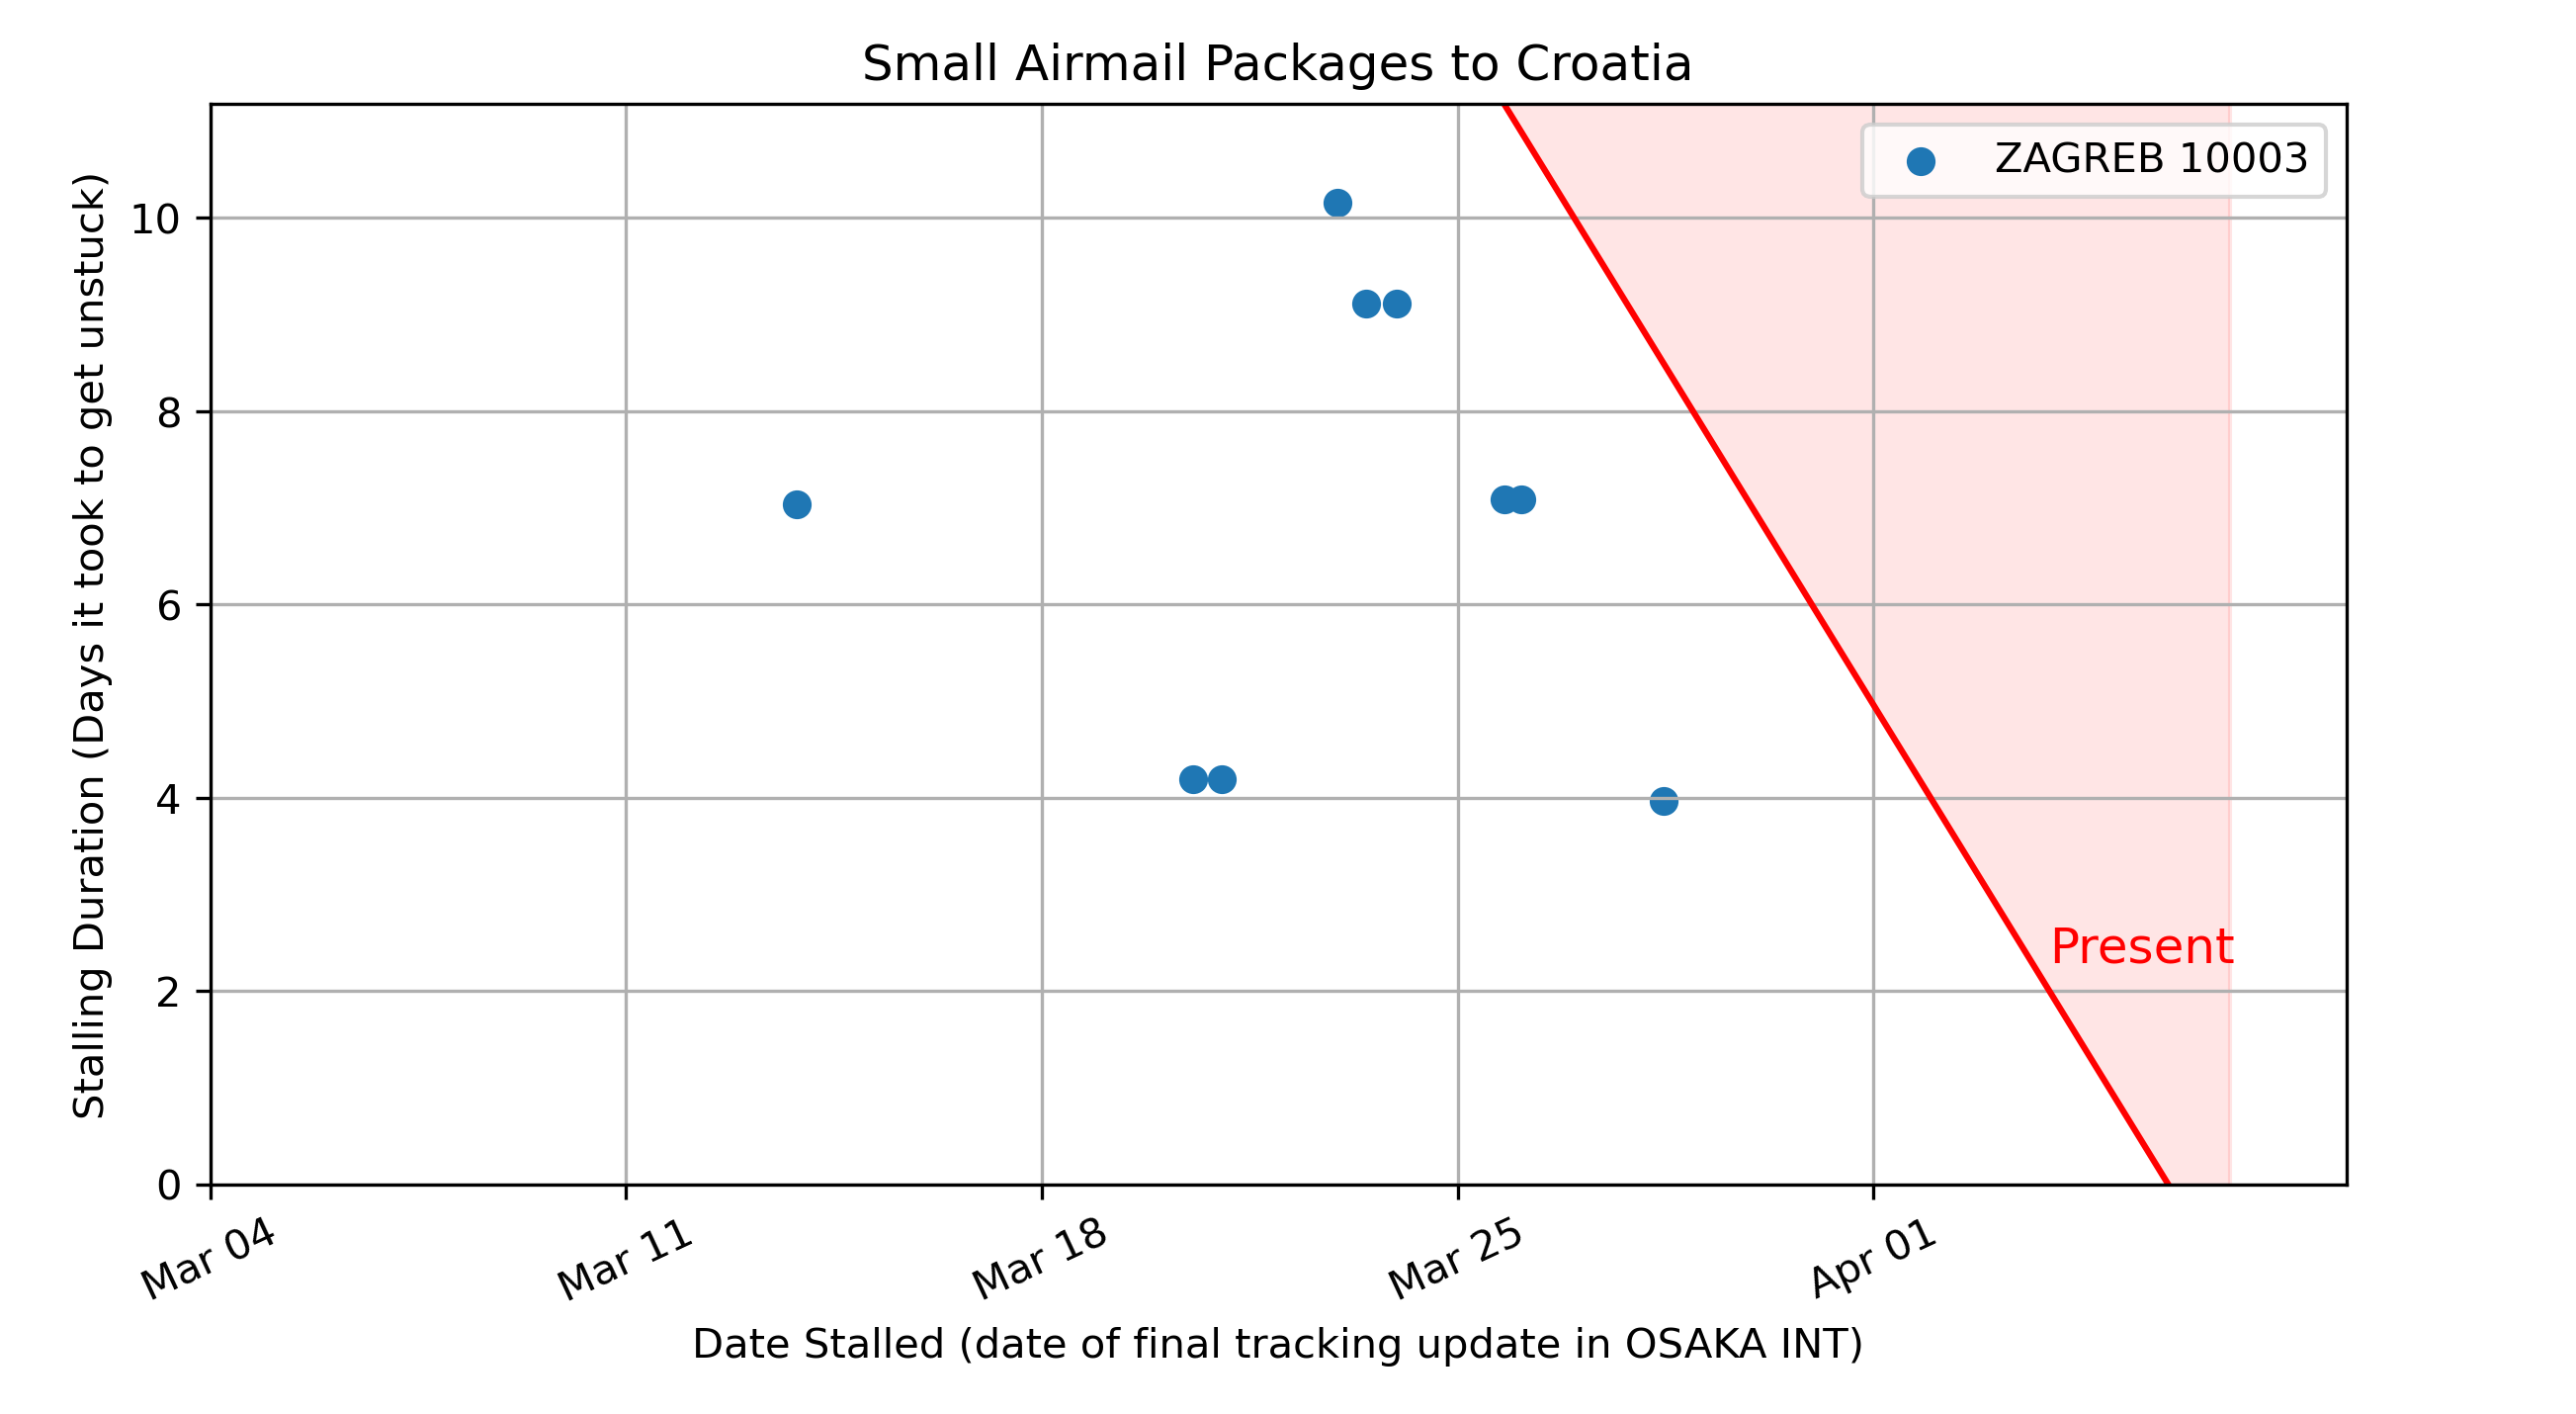 Small Airmail Packages to Croatia
ZAGREB 10003
Stalling Duration (Days it took to get unstuck)
10
8
6
4
2
0
Present
Mar 04
Mar 11
Mar 18
Mar 25
Apr 01
Date Stalled (date of final tracking update in OSAKA INT)